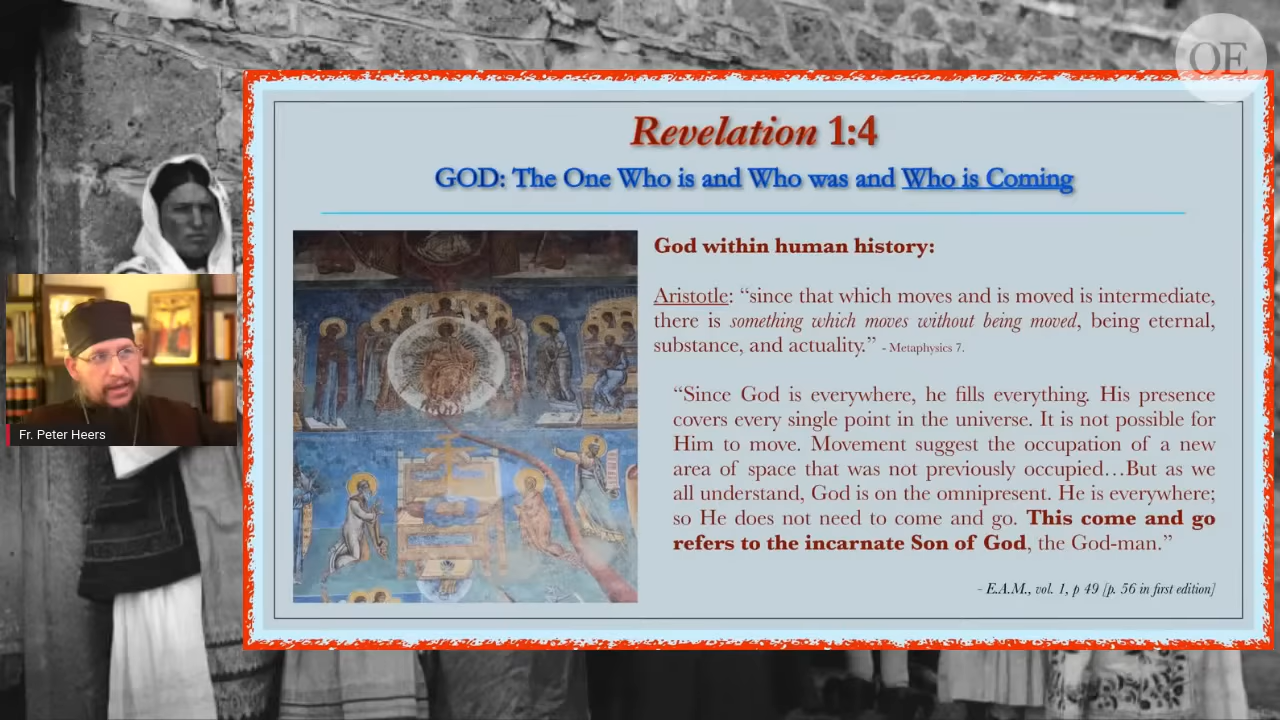 OE
Revelation 1:4
GOD: The One Who is and Who was and Who is Coming
God within human history:
Aristotle: “since that which moves and is moved is intermediate,
there is something which moves without being moved, being eternal,
substance, and actuality.” - Metaphysics 7.
“Since God is everywhere, he fills everything. His presence
covers every single point in the universe. It is not possible for
Him to move. Movement suggest the occupation of a new
area of space that was not previously occupied…But as we
all understand, God is on the omnipresent. He is everywhere;
so He does not need to come and go. This come and go
refers to the incarnate Son of God, the God-man.”
- E.A.M., vol. 1, p 49 [p. 56 in first edition]
Fr. Peter Heers